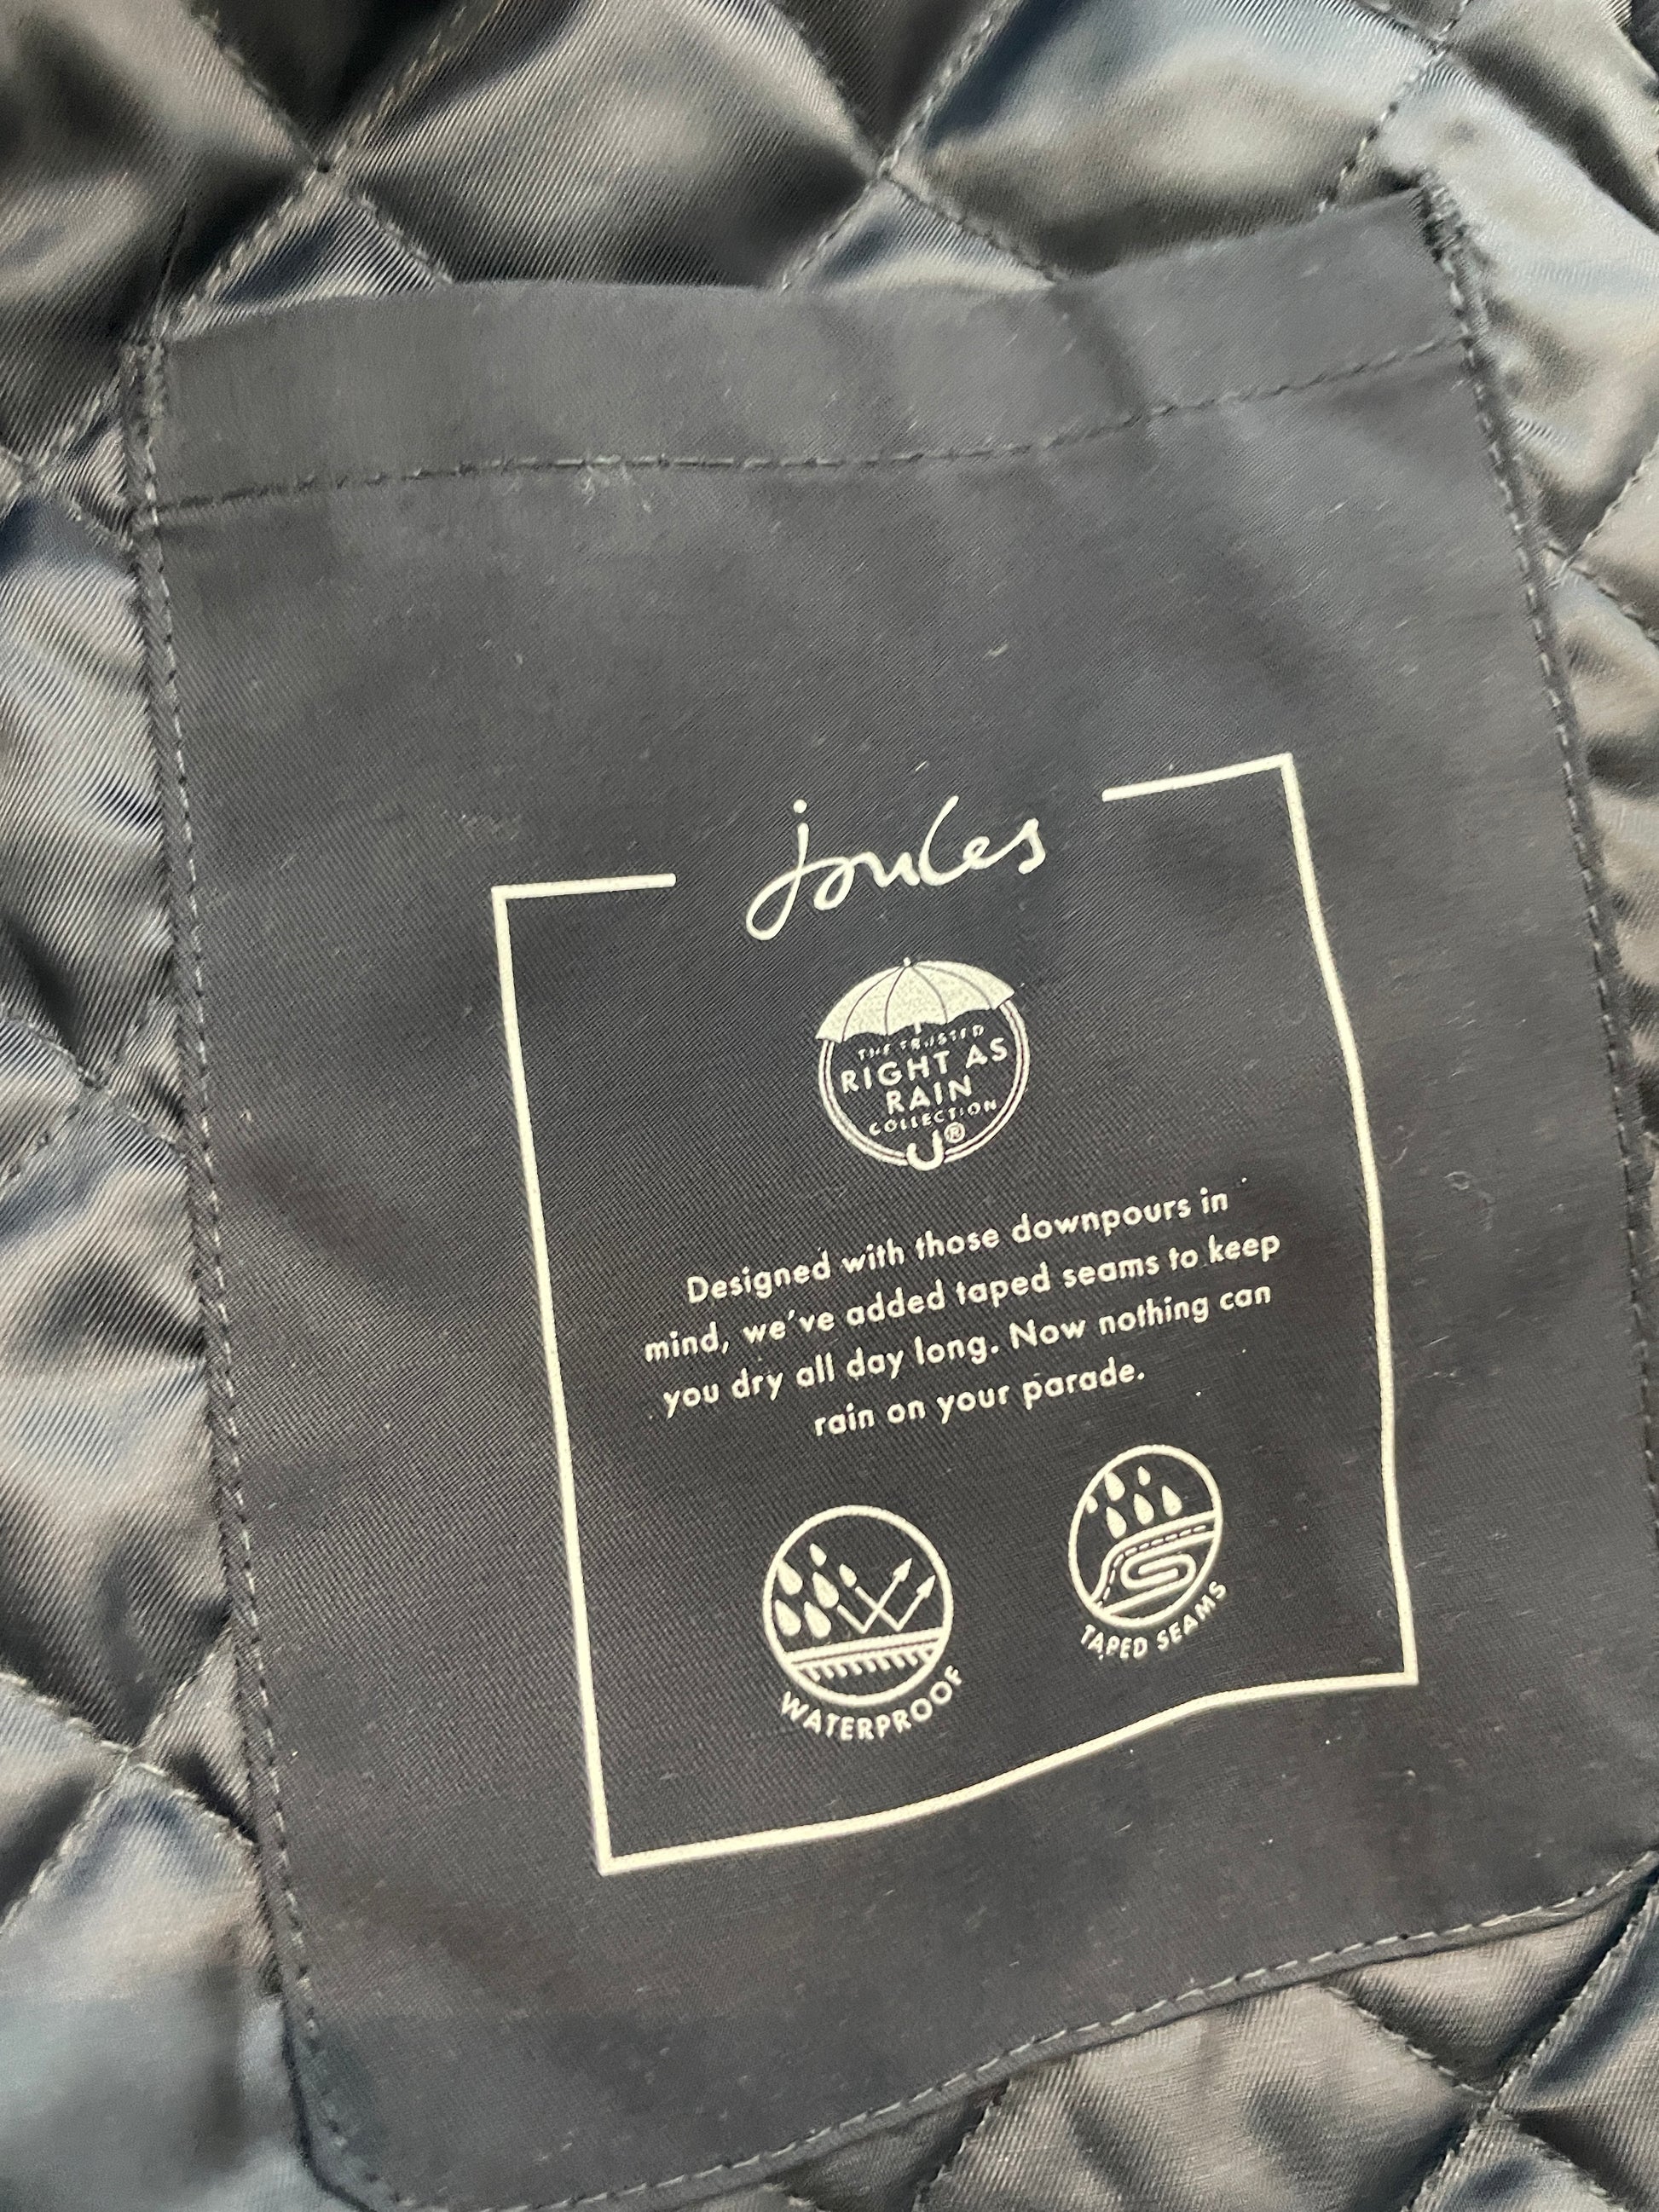 joules
THE TRUSTED
RIGHT AS
RAIN
COLLECTION
®
Designed with those downpours in
mind, we've added taped seams to keep
you dry all day long. Now nothing can
rain on your parade.
WATERPROOF
TAPED SEAMS